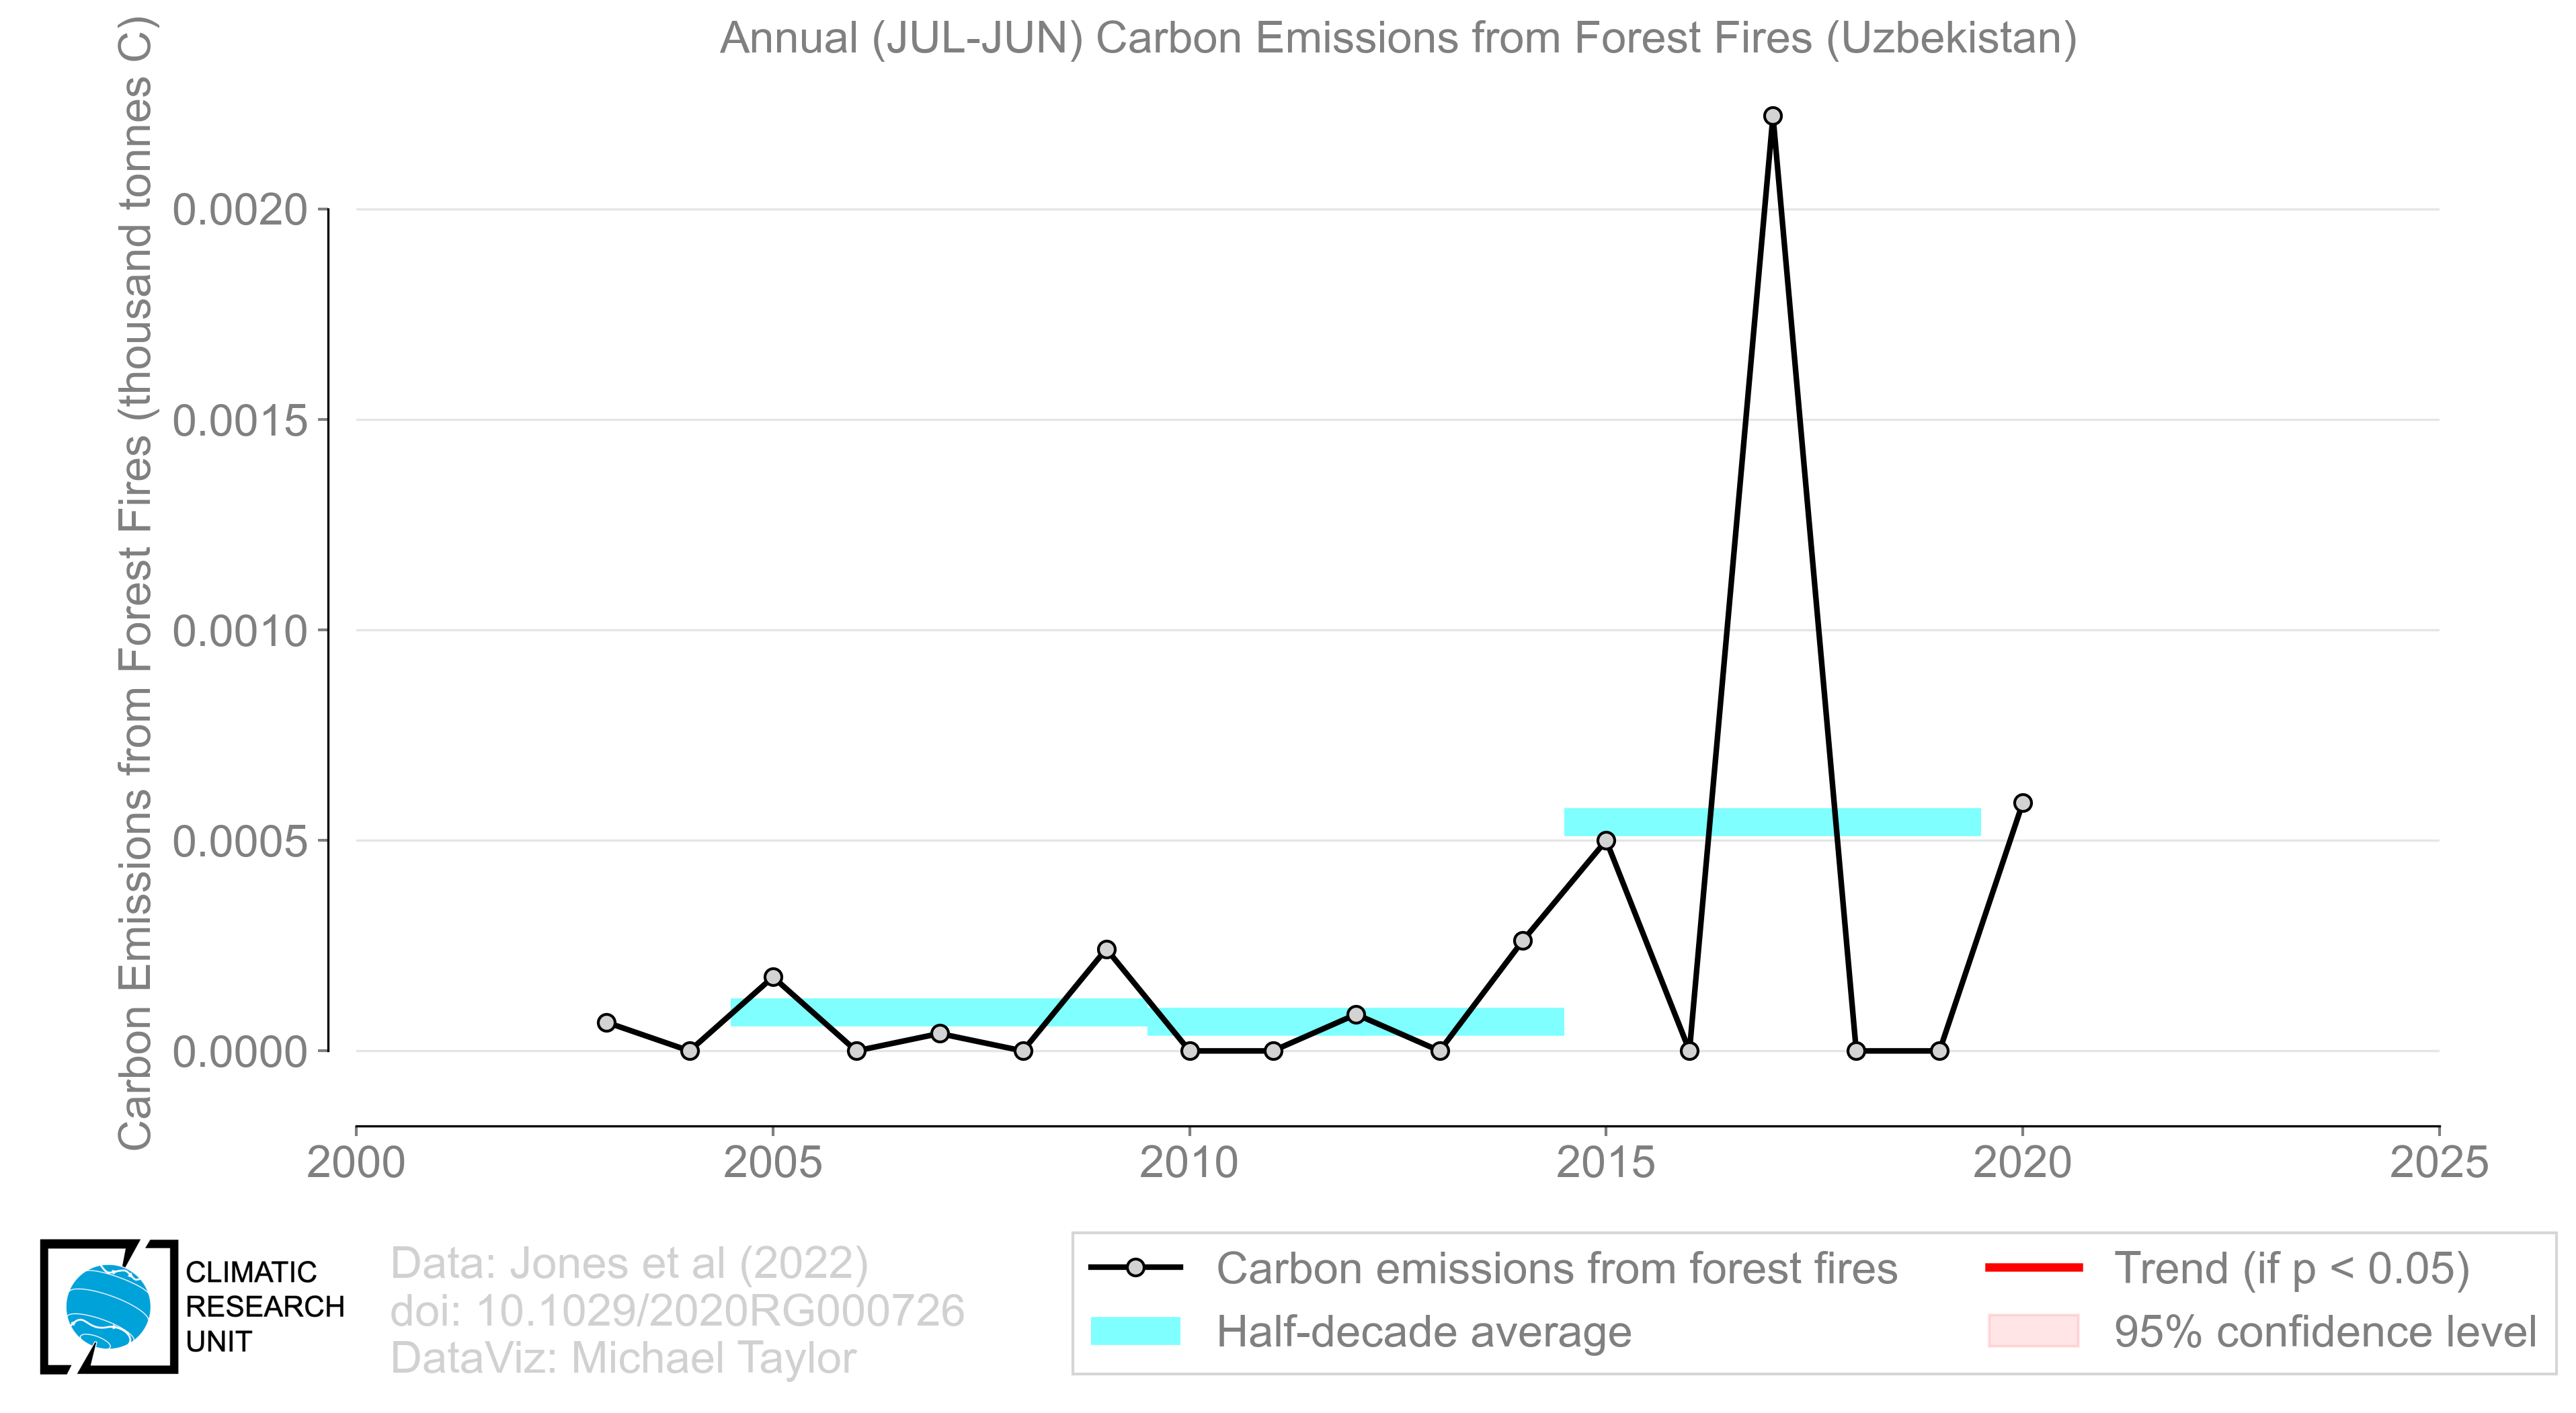 Annual (JUL-JUN) Carbon Emissions from Forest Fires (Uzbekistan)
Carbon Emissions from Forest Fires (thousand tonnes C)
0.0020
0.0015
0.0010
0.0005
0.0000
2000 2005 2010 2015 2020 2025
CLIMATIC
RESEARCH
UNIT
Data: Jones et al (2022)
doi: 10.1029/2020RG000726
DataViz: Michael Taylor
Carbon emissions from forest fires
Half-decade average
Trend (if p < 0.05)
95% confidence level